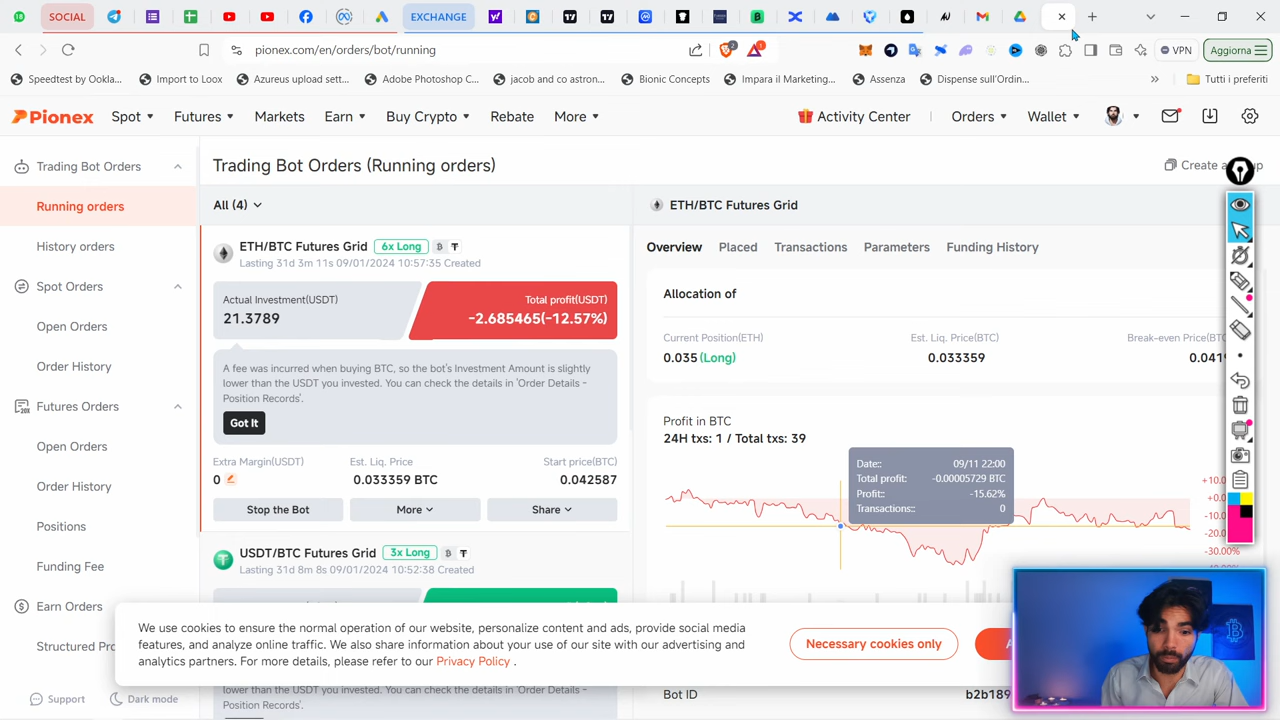 SOCIAL
EXCHANGE
pionex.com/en/orders/bot/running
2
1
VPN
Aggiorna
Speedtest by Ookla...
Import to Loox
Azureus upload sett...
Adobe Photoshop C...
jacob and co astron...
Bionic Concepts
Impara il Marketing...
Assenza
Dispense sull'Ordin...
Tutti i preferiti
Pionex
Spot
Futures
Markets
Earn
Buy Crypto
Rebate
More
Activity Center
Orders
Wallet
Trading Bot Orders
Running orders
History orders
Spot Orders
Open Orders
Order History
Futures Orders
Open Orders
Order History
Positions
Funding Fee
Earn Orders
Structured Pro
Support
Dark mode
Trading Bot Orders (Running orders)
Create a
up
All (4)
ETH/BTC Futures Grid
6x Long
Lasting 31d 3m 11s 09/01/2024 10:57:35 Created
Actual Investment(USDT)
21.3789
Total profit(USDT)
-2.685465(-12.57%)
A fee was incurred when buying BTC, so the bot's Investment Amount is slightly
lower than the USDT you invested. You can check the details in 'Order Details -
Position Records'.
Got It
Extra Margin(USDT)
Est. Liq. Price
Start price(BTC)
0
0.033359 BTC
0.042587
Stop the Bot
More
Share
USDT/BTC Futures Grid
3x Long
Lasting 31d 8m 8s 09/01/2024 10:52:38 Created
ETH/BTC Futures Grid
Overview
Placed
Transactions
Parameters
Funding History
Allocation of
Current Position(ETH)
Est. Liq. Price(BTC)
Break-even Price(BTC)
0.035 (Long)
0.033359
0.041
Profit in BTC
24H txs: 1 / Total txs: 39
Date::
09/11 22:00
Total profit:
-0.00005729 BTC
Profit::
-15.62%
Transactions::
0
+10.0
+0.0
-10.0
-20.0
-30.00%
We use cookies to ensure the normal operation of our website, personalize content and ads, provide social media
features, and analyze online traffic. We also share information about your use of our site with our advertising and
analytics partners. For more details, please refer to our Privacy Policy .
Necessary cookies only
A
Position Records'.
Bot ID
b2b189